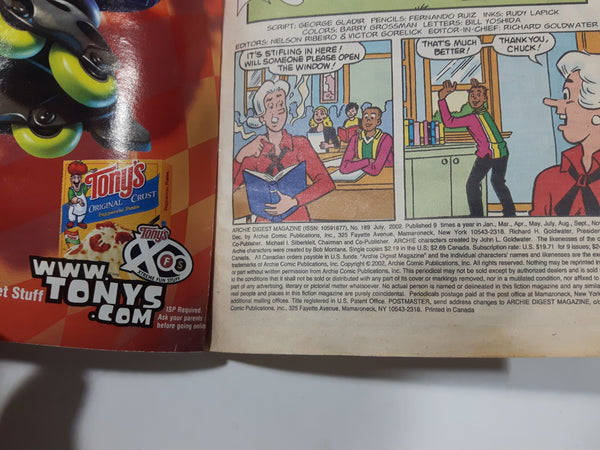 Tony's
ORIGINAL CRUST
Pepperoni Pizza
Tony's
XFS
XTREME FUN STUFF
WWW.
TONYS
.COM
et Stuff
ISP Required.
Ask your parents
before going online
SCRIPT: GEORGE GLADIR PENCILS: FERNANDO RUIZ INKS: RUDY LAPICK
COLORS: BARRY GROSSMAN LETTERS: BILL YOSHIDA
EDITORS: NELSON RIBEIRO & VICTOR GORELICK EDITOR-IN-CHIEF: RICHARD GOLDWATER
IT'S STIFLING IN HERE!
WILL SOMEONE PLEASE OPEN
THE WINDOW!
THAT'S MUCH
BETTER!
THANK YOU,
CHUCK!
ARCHIE DIGEST MAGAZINE (ISSN: 10591877), No. 189 July, 2002. Published 9 times a year in Jan., Mar., Apr., May, July, Aug., Sept., Nov
Dec. by Archie Comic Publications, Inc., 325 Fayette Avenue, Mamaroneck, New York 10543-2318. Richard H. Goldwater, President
Co-Publisher. Michael I. Silberkleit, Chairman and Co-Publisher. ARCHIE characters created by John L. Goldwater. The likenesses of the
Archie characters were created by Bob Montana. Single copies $2.19 in the U.S; $2.69 Canada. Subscription rate: U.S. $19.71 for 9 issues,
Canada. All Canadian orders payable in U.S. funds. "Archie Digest Magazine" and the individual characters' names and likenesses are the ex
trademarks of Archie Comic Publications, Inc. Copyright © 2002, Archie Comic Publications, Inc. All rights reserved. Nothing may be reprinted in
or part without written permission from Archie Comic Publications, Inc. This periodical may not be sold except by authorized dealers and is sold
to the conditions that it shall not be sold or distributed with any part of its cover or markings removed, nor in a mutilated condition, nor affixed to
part of any advertising, literary or pictorial matter whatsoever. No actual person is named or delineated in this fiction magazine and any simila
real people and places in this fiction magazine is purely coincidental. Periodicals postage paid at the post office at Mamaroneck, New York
additional mailing offices. Title registered in U.S. Patent Office. POSTMASTER, send address changes to ARCHIE DIGEST MAGAZINE, c/o
Comic Publications, Inc., 325 Fayette Avenue, Mamaroneck, NY 10543-2318. Printed in Canada